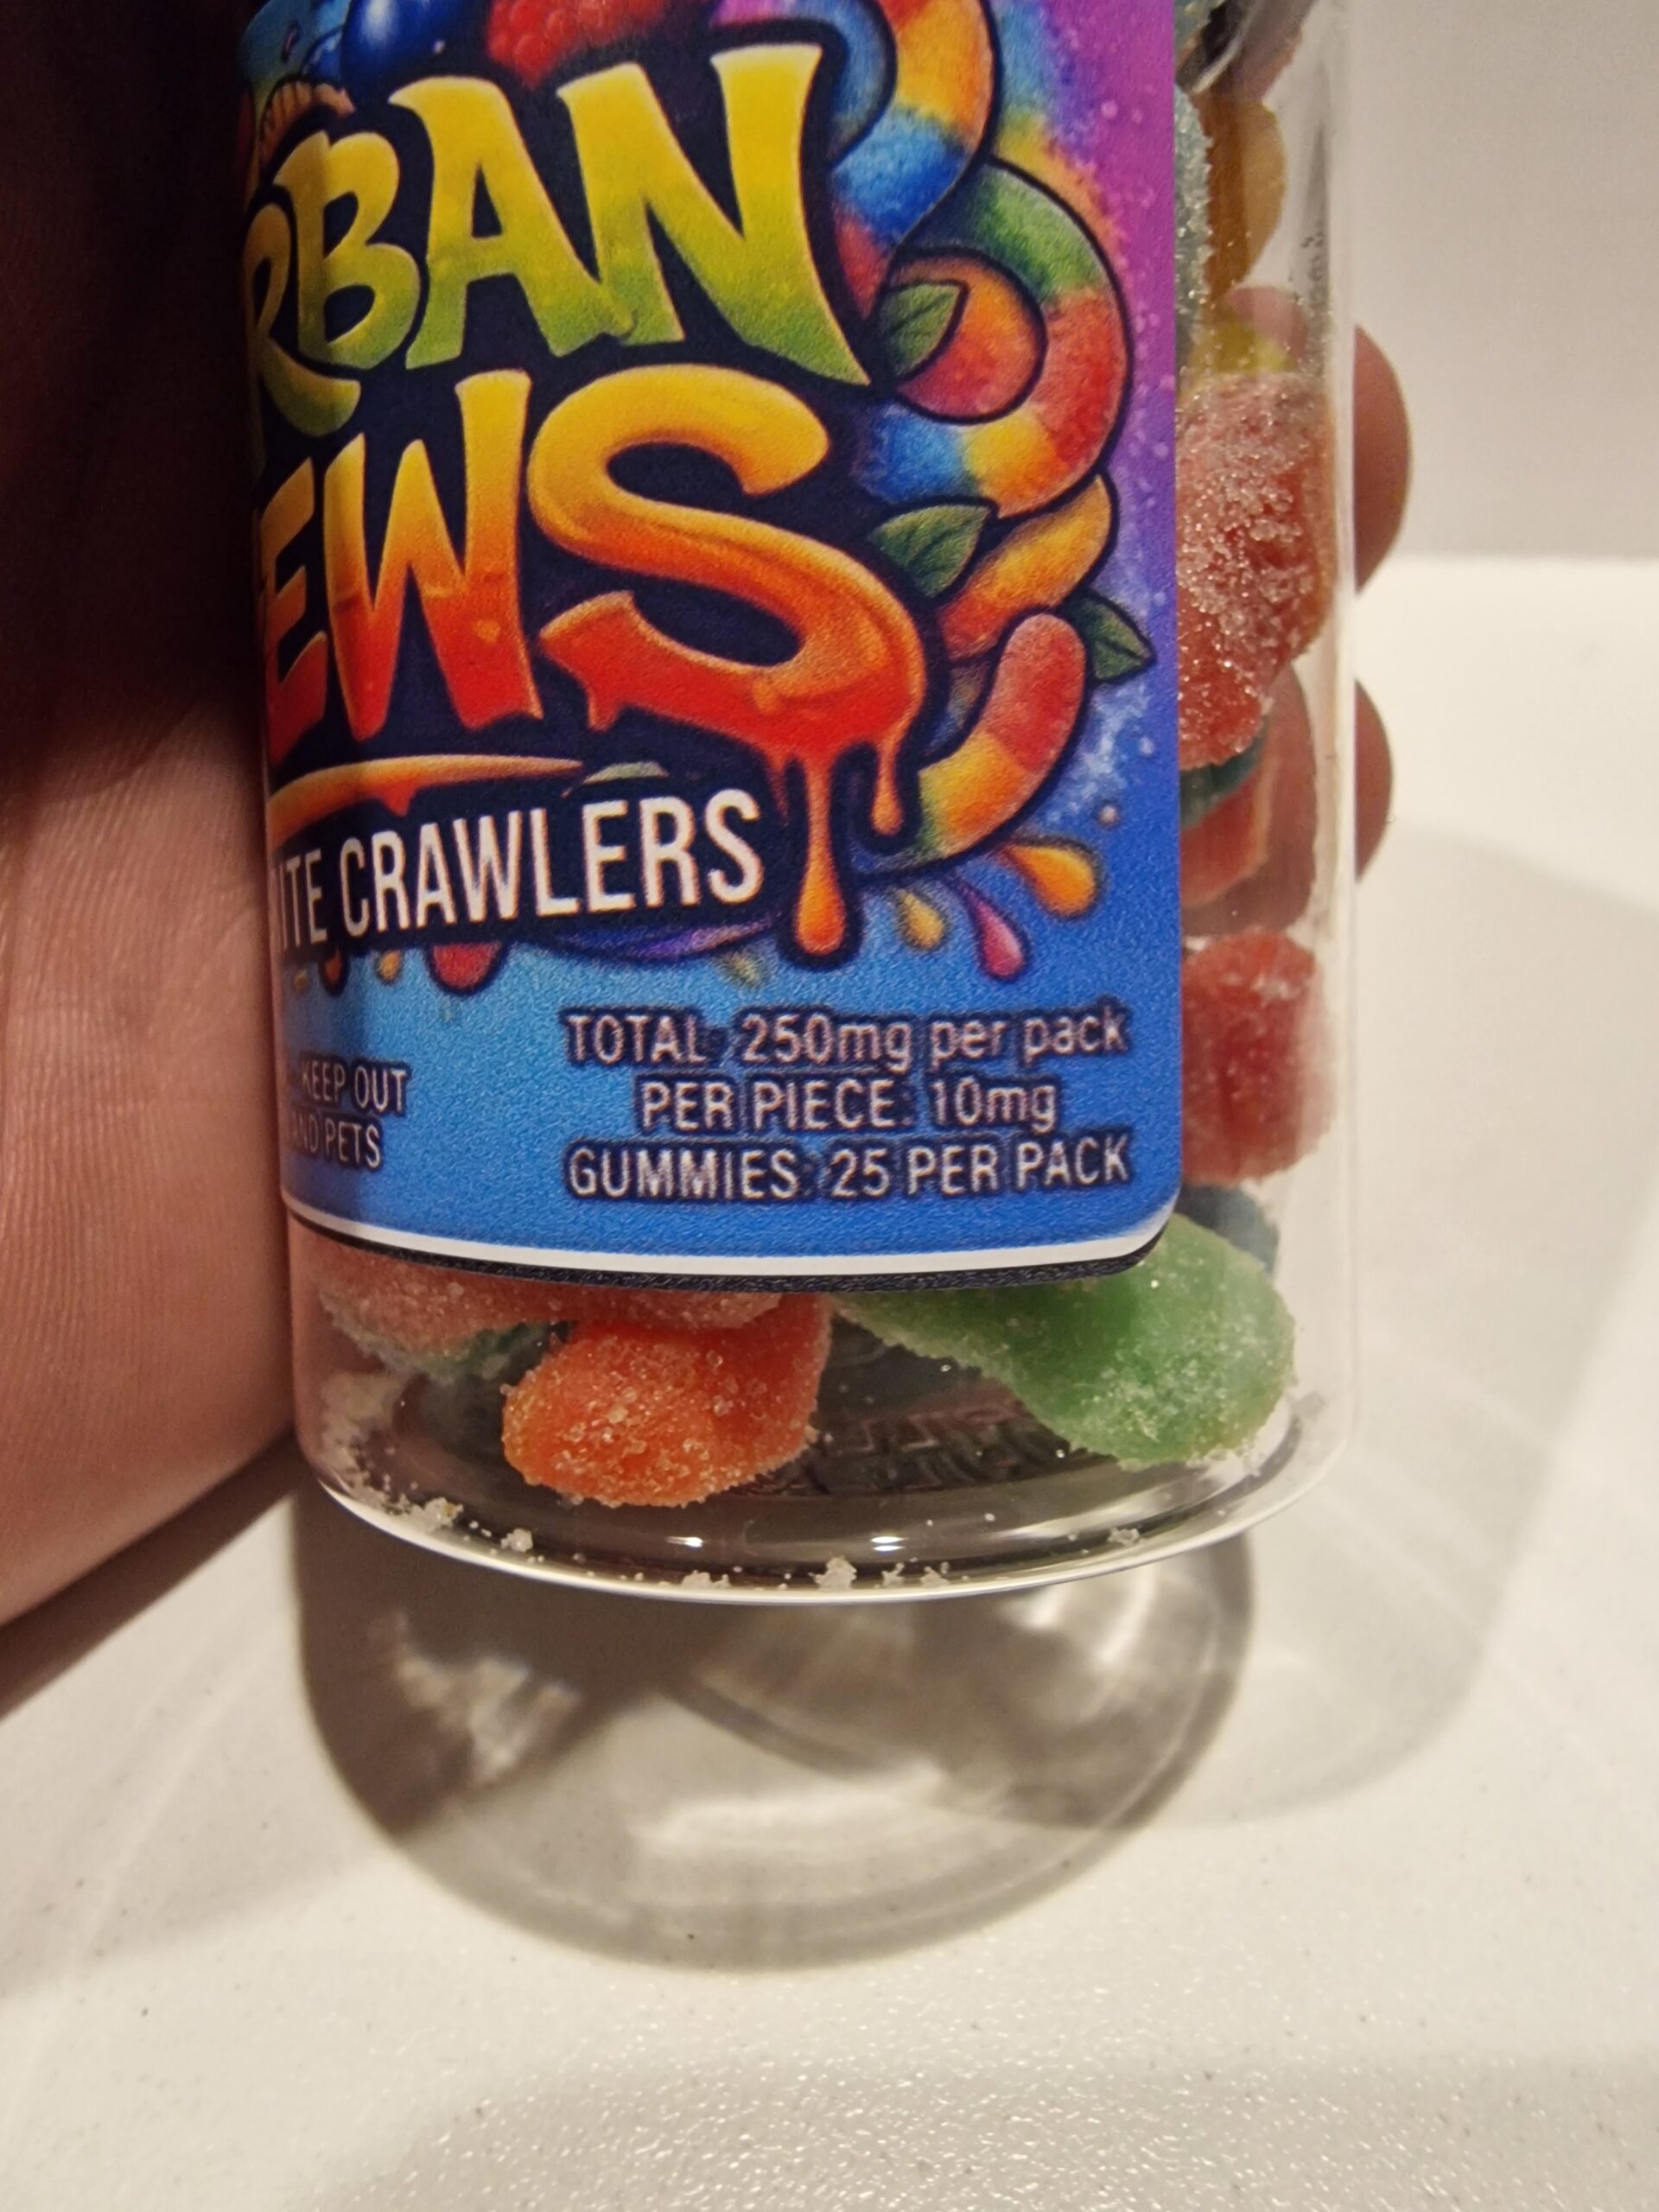 RBAN
EWS
ITE CRAWLERS
KEEP OUT
AND PETS
TOTAL: 250mg per pack
PER PIECE: 10mg
GUMMIES: 25 PER PACK